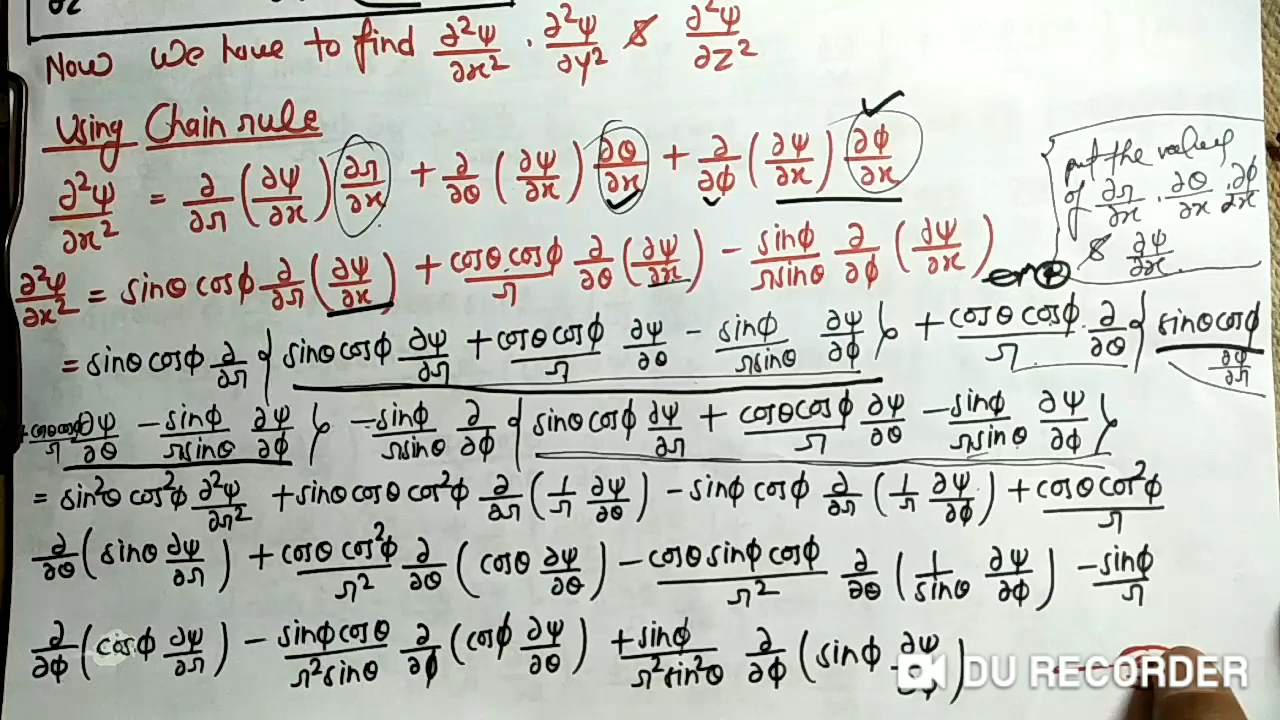 ∂z
Now we have to find ∂²ψ/∂x² . ∂²ψ/∂y² & ∂²ψ/∂z²
Using Chain rule
∂²ψ/∂x² = ∂/∂r (∂ψ/∂x) ∂r/∂x + ∂/∂θ (∂ψ/∂x) ∂θ/∂x + ∂/∂ϕ (∂ψ/∂x) ∂ϕ/∂x
put the value
of ∂r/∂x . ∂θ/∂x . ∂ϕ/∂x
& ∂ψ/∂x.
∂²ψ/∂x² = sinθ cosϕ ∂/∂r (∂ψ/∂x) + cosθ cosϕ/r ∂/∂θ (∂ψ/∂x) − sinϕ/r sinθ ∂/∂ϕ (∂ψ/∂x)
= sinθ cosϕ ∂/∂r { sinθ cosϕ ∂ψ/∂r + cosθ cosϕ/r ∂ψ/∂θ − sinϕ/r sinθ ∂ψ/∂ϕ } + cosθ cosϕ/r . ∂/∂θ { sinθ cosϕ ∂ψ/∂r
+ cosθ cosϕ/r ∂ψ/∂θ − sinϕ/r sinθ ∂ψ/∂ϕ } − sinϕ/r sinθ ∂/∂ϕ { sinθ cosϕ ∂ψ/∂r + cosθ cosϕ/r ∂ψ/∂θ − sinϕ/r sinθ ∂ψ/∂ϕ }
= sin²θ cos²ϕ ∂²ψ/∂r² + sinθ cosθ cos²ϕ ∂/∂r (1/r ∂ψ/∂θ) − sinϕ cosϕ ∂/∂r (1/r ∂ψ/∂ϕ) + cosθ cos²ϕ/r
∂/∂θ (sinθ ∂ψ/∂r) + cosθ cos²ϕ/r² ∂/∂θ (cosθ ∂ψ/∂θ) − cosθ sinϕ cosϕ/r² ∂/∂θ (1/sinθ ∂ψ/∂ϕ) − sinϕ/r
∂/∂ϕ (cosϕ ∂ψ/∂r) − sinϕ cosθ/r² sinθ ∂/∂ϕ (cosϕ ∂ψ/∂θ) + sinϕ/r² sin²θ ∂/∂ϕ (sinϕ ∂ψ/∂ϕ)
DU RECORDER